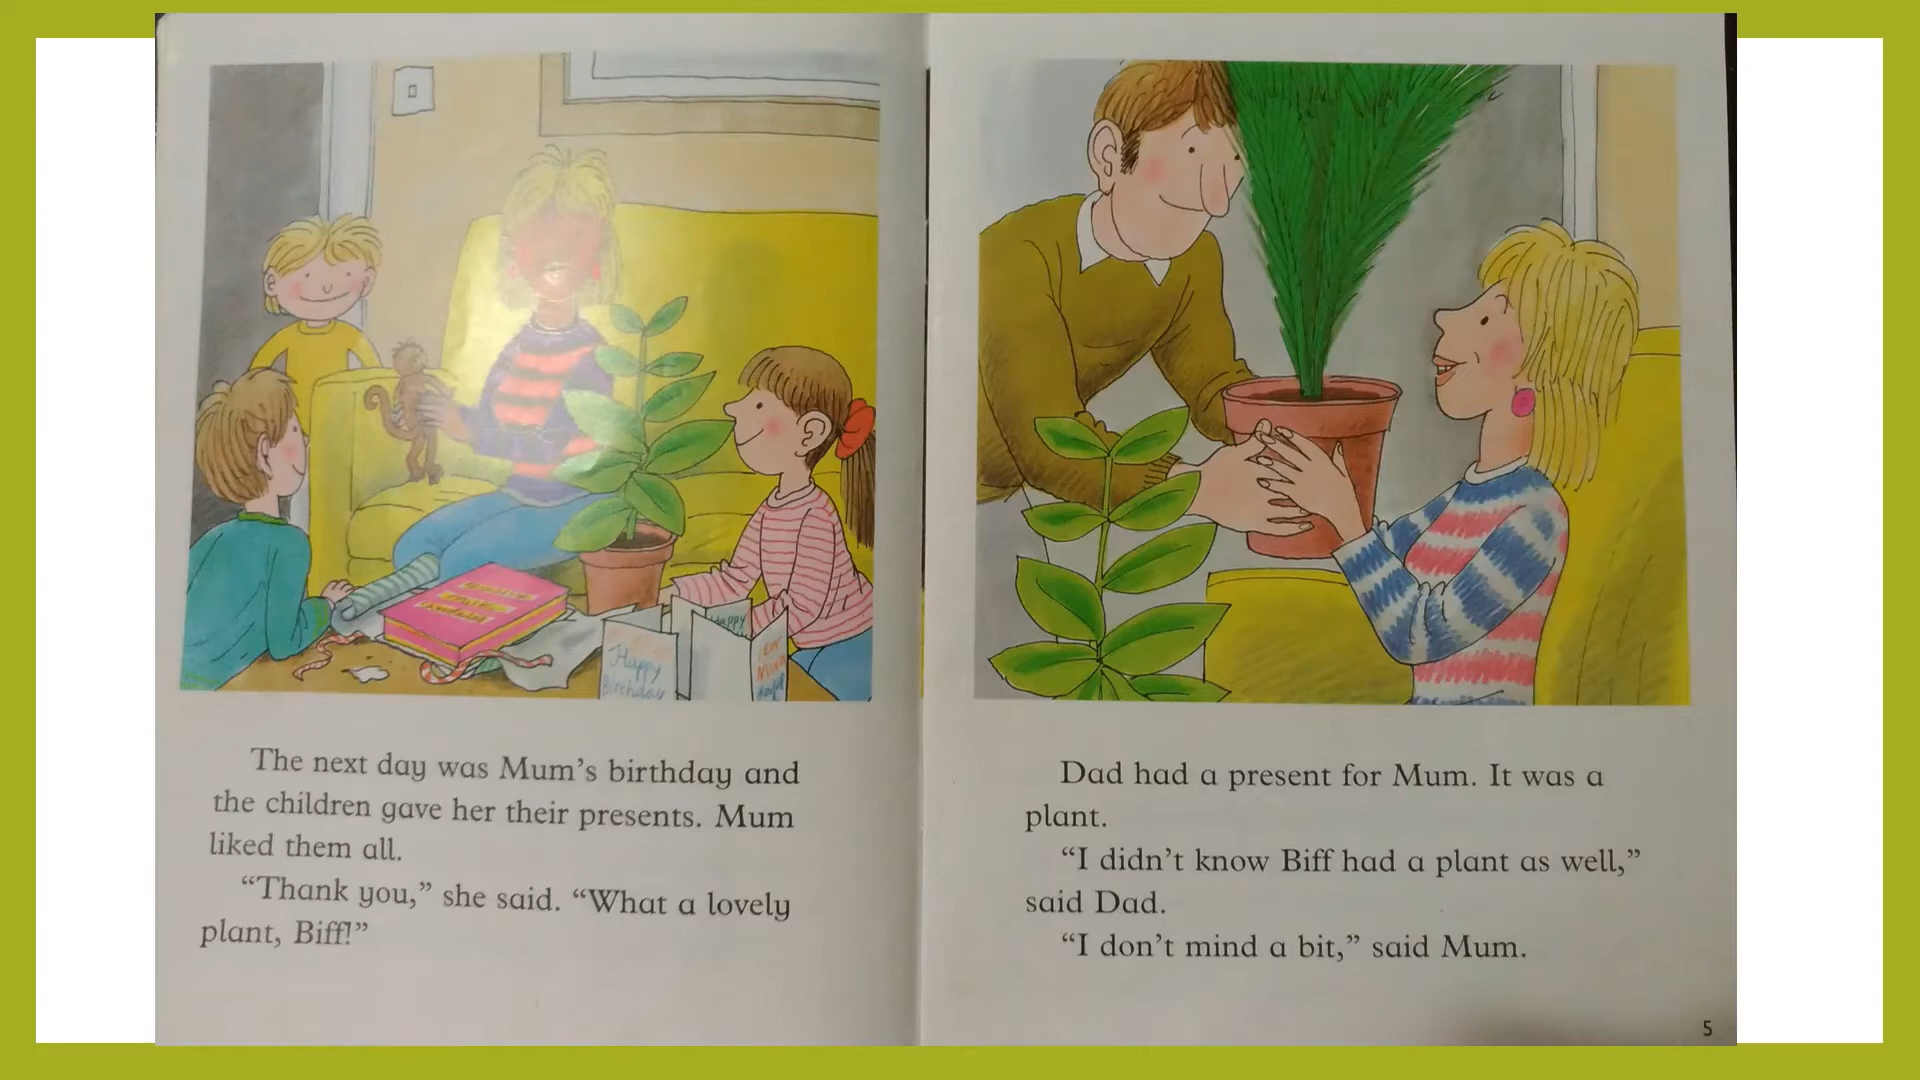 Happy
Birthday
Happy
The next day was Mum's birthday and
the children gave her their presents. Mum
liked them all.
“Thank you,” she said. “What a lovely
plant, Biff!”
Dad had a present for Mum. It was a
plant.
“I didn't know Biff had a plant as well,”
said Dad.
“I don't mind a bit,” said Mum.
5